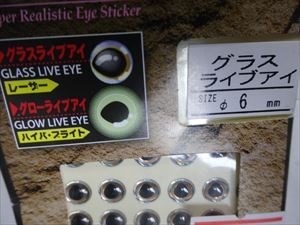 per Realistic Eye Sticker
グラスライブアイ
GLASS LIVE EYE
レーザー
グローライブアイ
GLOW LIVE EYE
ハイパーブライト
グラス
ライブアイ
SIZE φ 6 mm